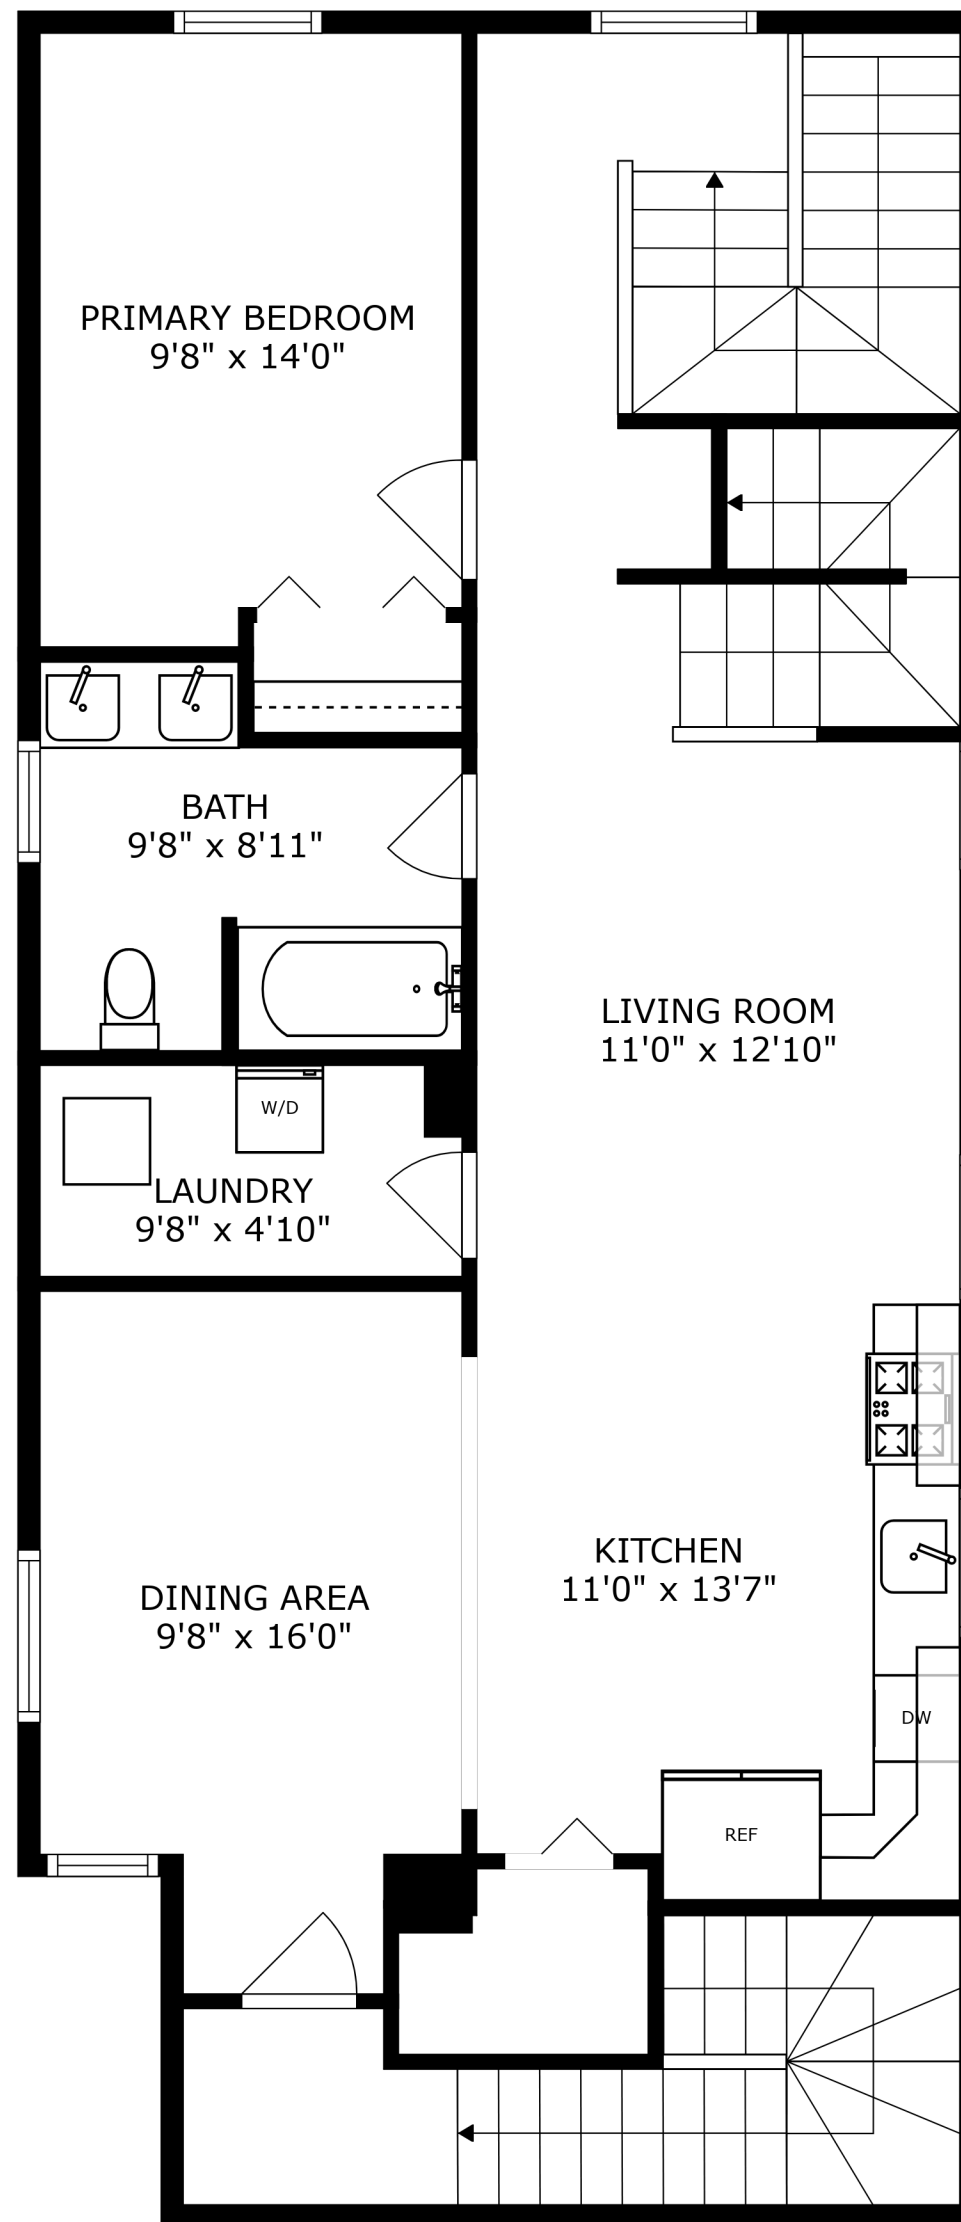 PRIMARY BEDROOM
9'8" x 14'0"
BATH
9'8" x 8'11"
LIVING ROOM
11'0" x 12'10"
W/D
LAUNDRY
9'8" x 4'10"
KITCHEN
11'0" x 13'7"
DINING AREA
9'8" x 16'0"
DW
REF